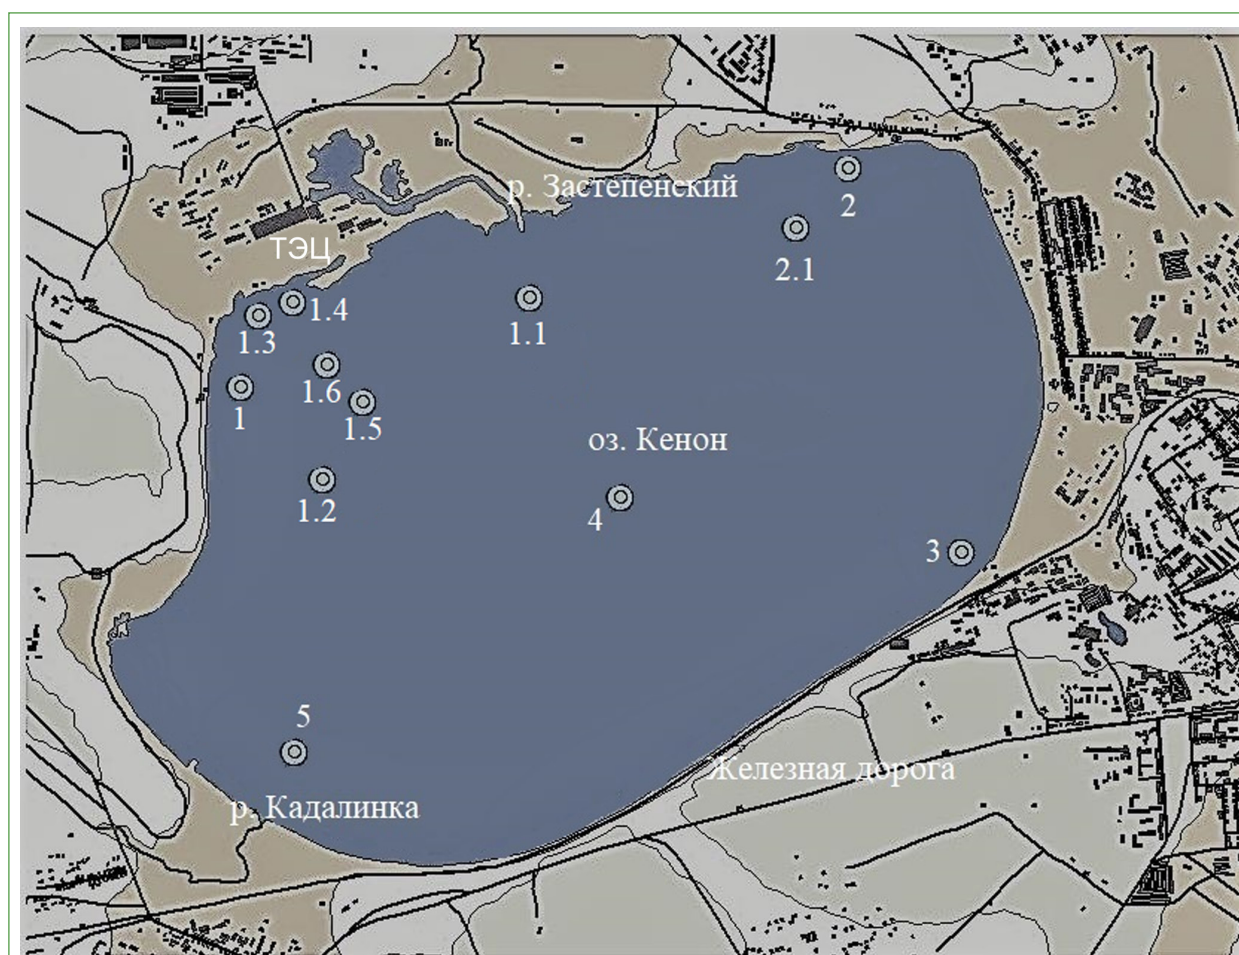 р. Застепенский
2
ТЭЦ
2.1
1.4
1.3
1.1
1.6
1
1.5
оз. Кенон
1.2
4
3
5
Железная дорога
р. Кадалинка